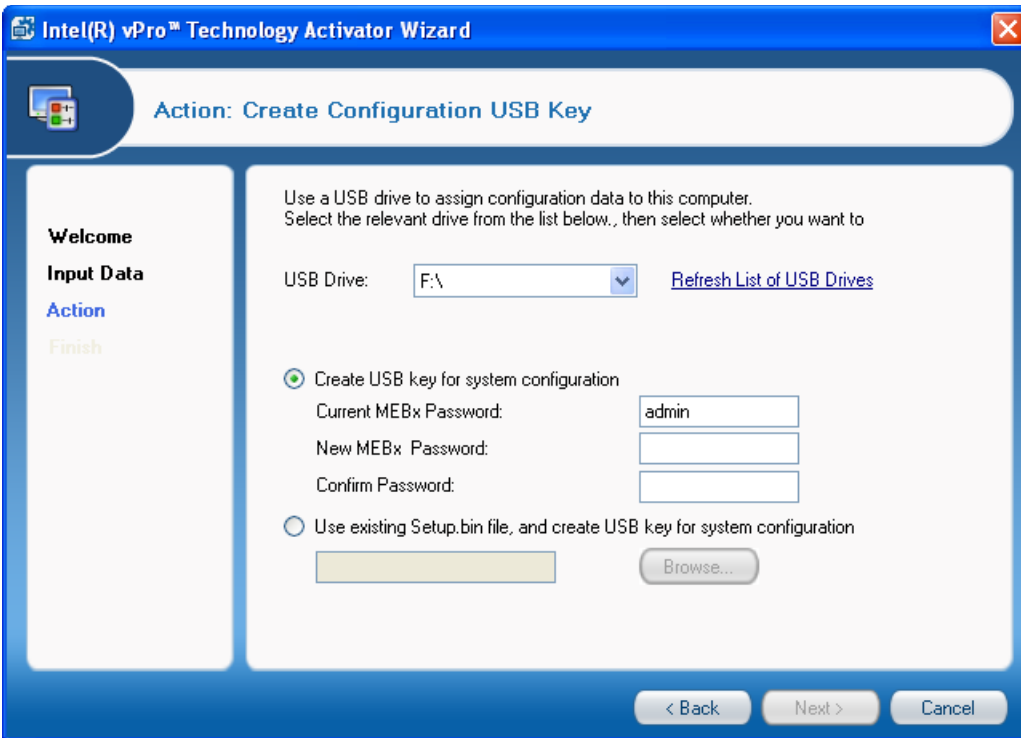 Intel(R) vPro™ Technology Activator Wizard
Action: Create Configuration USB Key
Welcome
Input Data
Action
Finish
Use a USB drive to assign configuration data to this computer.
Select the relevant drive from the list below., then select whether you want to
USB Drive: F:\ Refresh List of USB Drives
Create USB key for system configuration
Current MEBx Password: admin
New MEBx Password:
Confirm Password:
Use existing Setup.bin file, and create USB key for system configuration
Browse...
< Back Next > Cancel